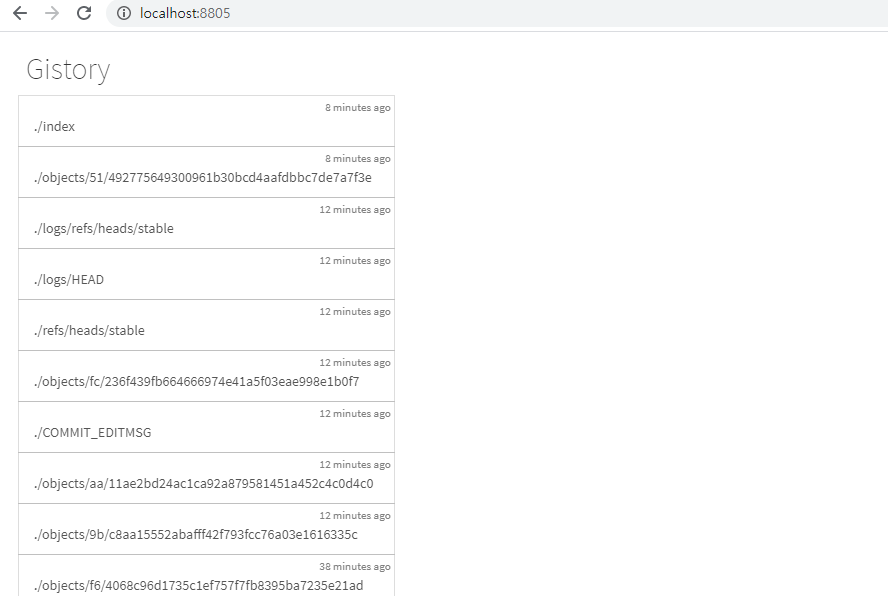 localhost:8805
Gistory
8 minutes ago
./index
8 minutes ago
./objects/51/492775649300961b30bcd4aafdbbc7de7a7f3e
12 minutes ago
./logs/refs/heads/stable
12 minutes ago
./logs/HEAD
12 minutes ago
./refs/heads/stable
12 minutes ago
./objects/fc/236f439fb664666974e41a5f03eae998e1b0f7
12 minutes ago
./COMMIT_EDITMSG
12 minutes ago
./objects/aa/11ae2bd24ac1ca92a879581451a452c4c0d4c0
12 minutes ago
./objects/9b/c8aa15552abafff42f793fcc76a03e1616335c
38 minutes ago
./objects/f6/4068c96d1735c1ef757f7fb8395ba7235e21ad